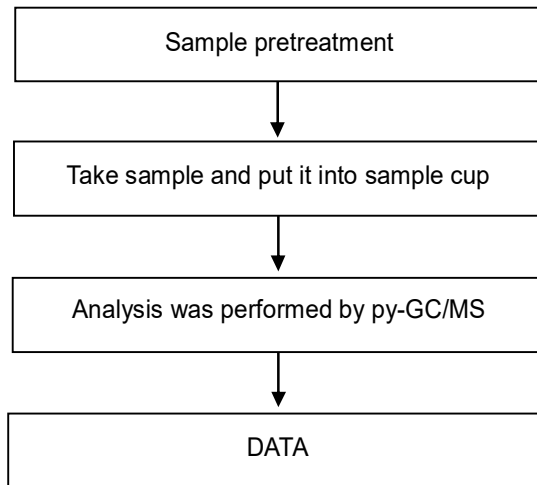 Sample pretreatment
Take sample and put it into sample cup
Analysis was performed by py-GC/MS
DATA